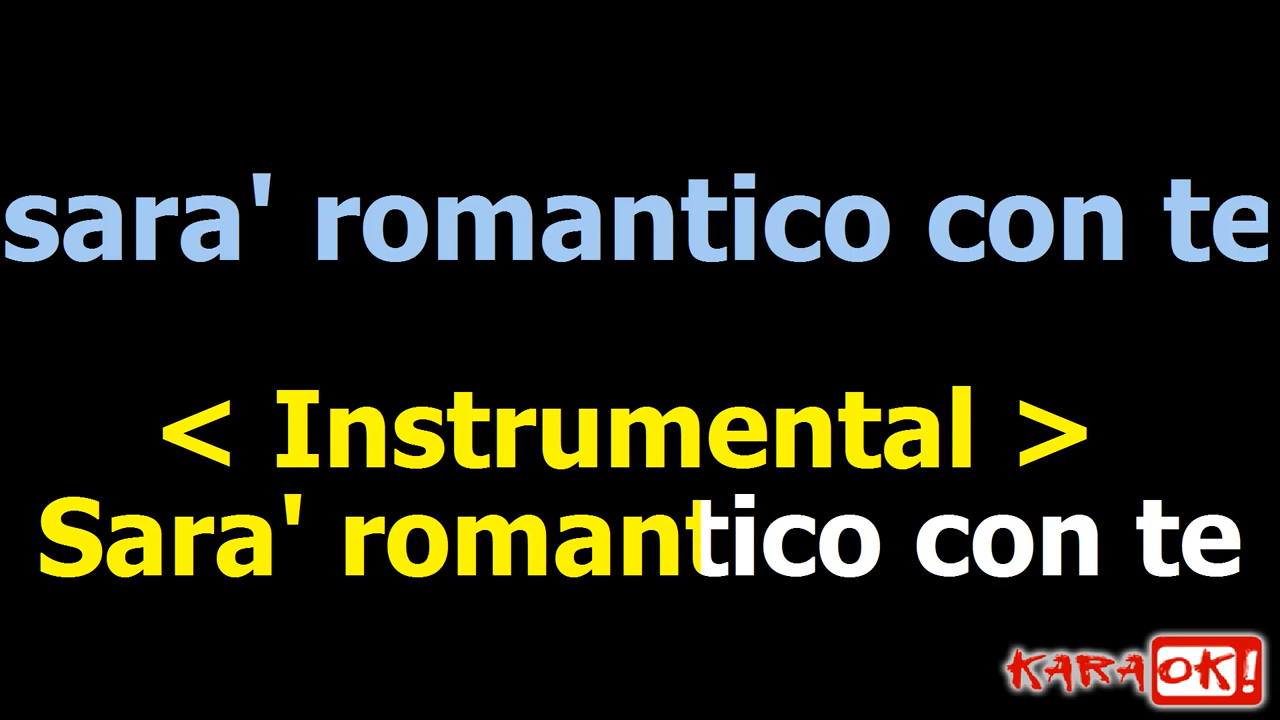 sara' romantico con te
< Instrumental >
Sara' romantico con te
KARAOK!